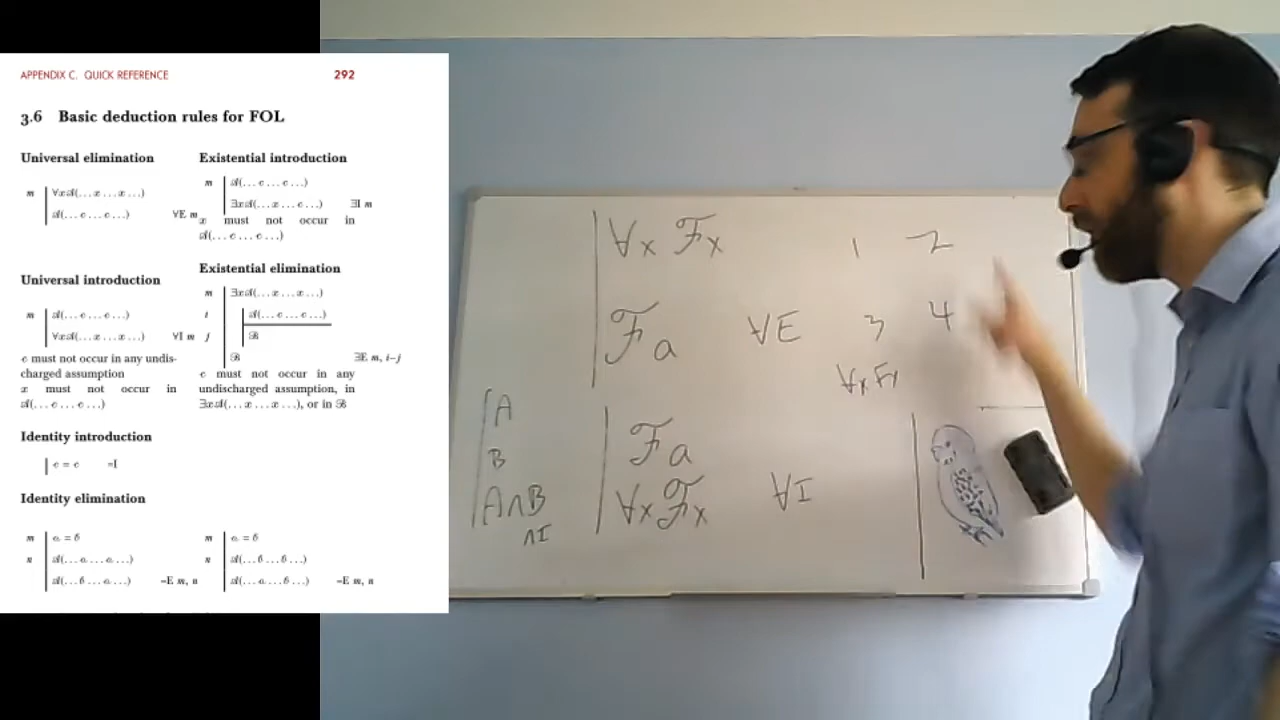 APPENDIX C. QUICK REFERENCE 292
3.6 Basic deduction rules for FOL
Universal elimination
m ∀x𝒜(… x … x …)
𝒜(… c … c …) ∀E m
Existential introduction
m 𝒜(… c … c …)
∃x𝒜(… x … c …) ∃I m
x must not occur in
𝒜(… c … c …)
Universal introduction
m 𝒜(… c … c …)
∀x𝒜(… x … x …) ∀I m
c must not occur in any undis-
charged assumption
x must not occur in
𝒜(… c … c …)
Existential elimination
m ∃x𝒜(… x … x …)
i 𝒜(… c … c …)
j ℬ
ℬ ∃E m, i–j
c must not occur in any
undischarged assumption, in
∃x𝒜(… x … x …), or in ℬ
Identity introduction
c = c =I
Identity elimination
m a = b
n 𝒜(… a … a …)
𝒜(… b … a …) =E m, n
m a = b
n 𝒜(… b … b …)
𝒜(… a … b …) =E m, n
∀x ℱx 1 2
ℱa ∀E 3 4
∀x Fx
A
B
A∧B
∧I
ℱa
∀xℱx ∀I